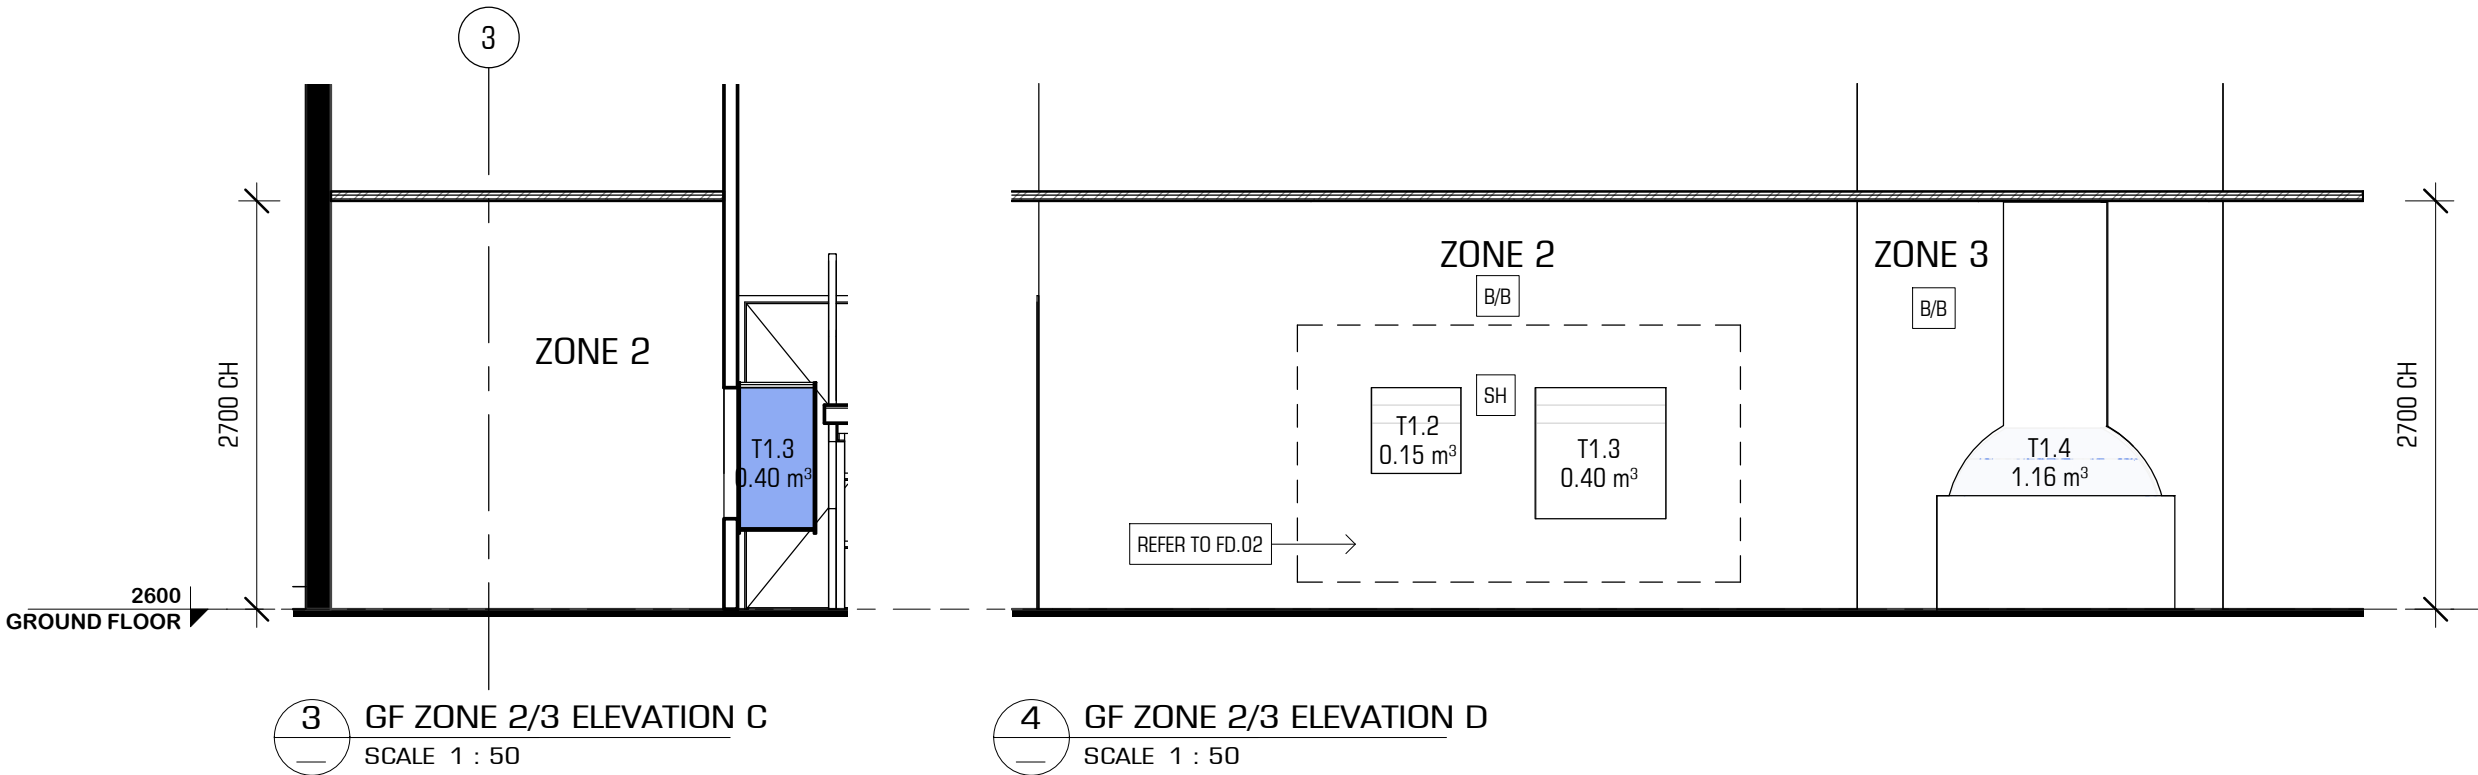 3
ZONE 2
ZONE 3
B/B
B/B
ZONE 2
2700 CH
2700 CH
SH
T1.2
0.15 m³
T1.3
0.40 m³
T1.3
0.40 m³
T1.4
1.16 m³
REFER TO FD.02
2600
GROUND FLOOR
3
GF ZONE 2/3 ELEVATION C
SCALE 1 : 50
4
GF ZONE 2/3 ELEVATION D
SCALE 1 : 50